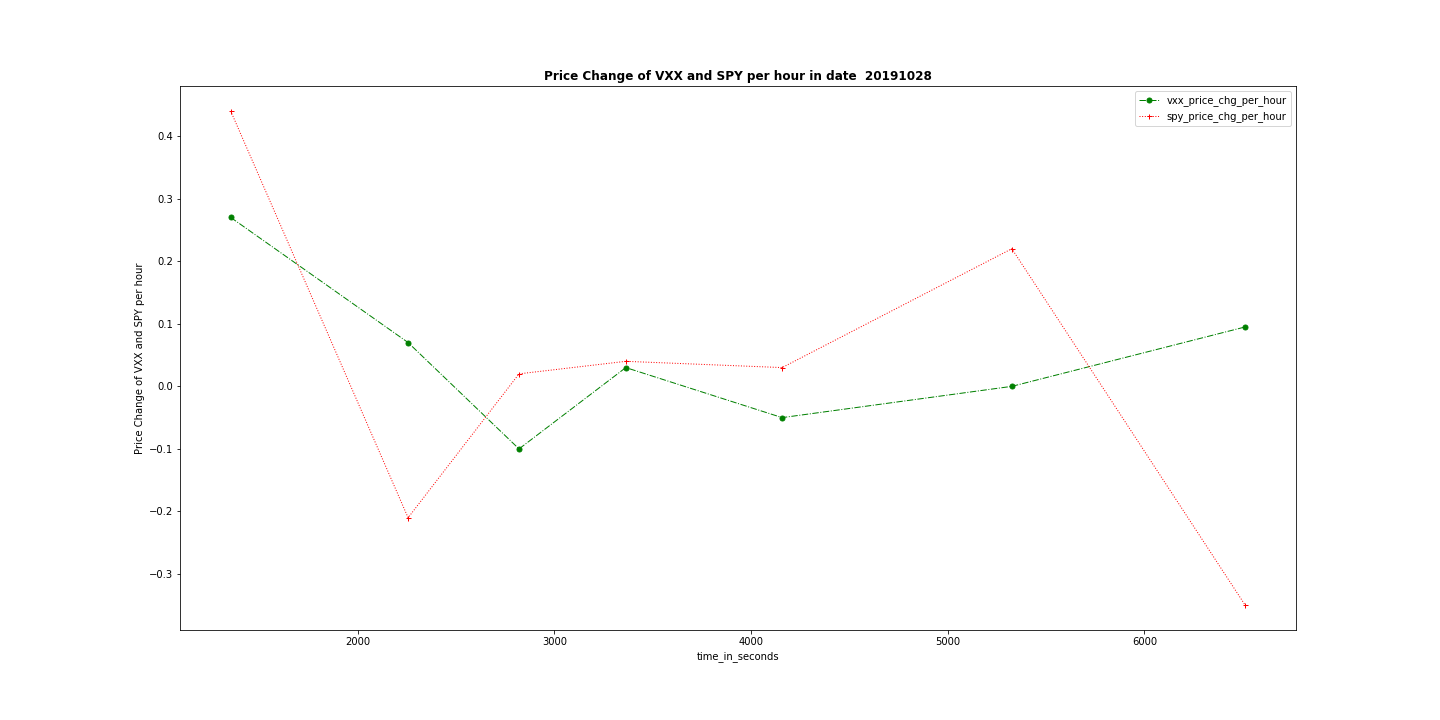 Price Change of VXX and SPY per hour in date  20191028
vxx_price_chg_per_hour
spy_price_chg_per_hour
Price Change of VXX and SPY per hour
0.4
0.3
0.2
0.1
0.0
−0.1
−0.2
−0.3
2000 3000 4000 5000 6000
time_in_seconds